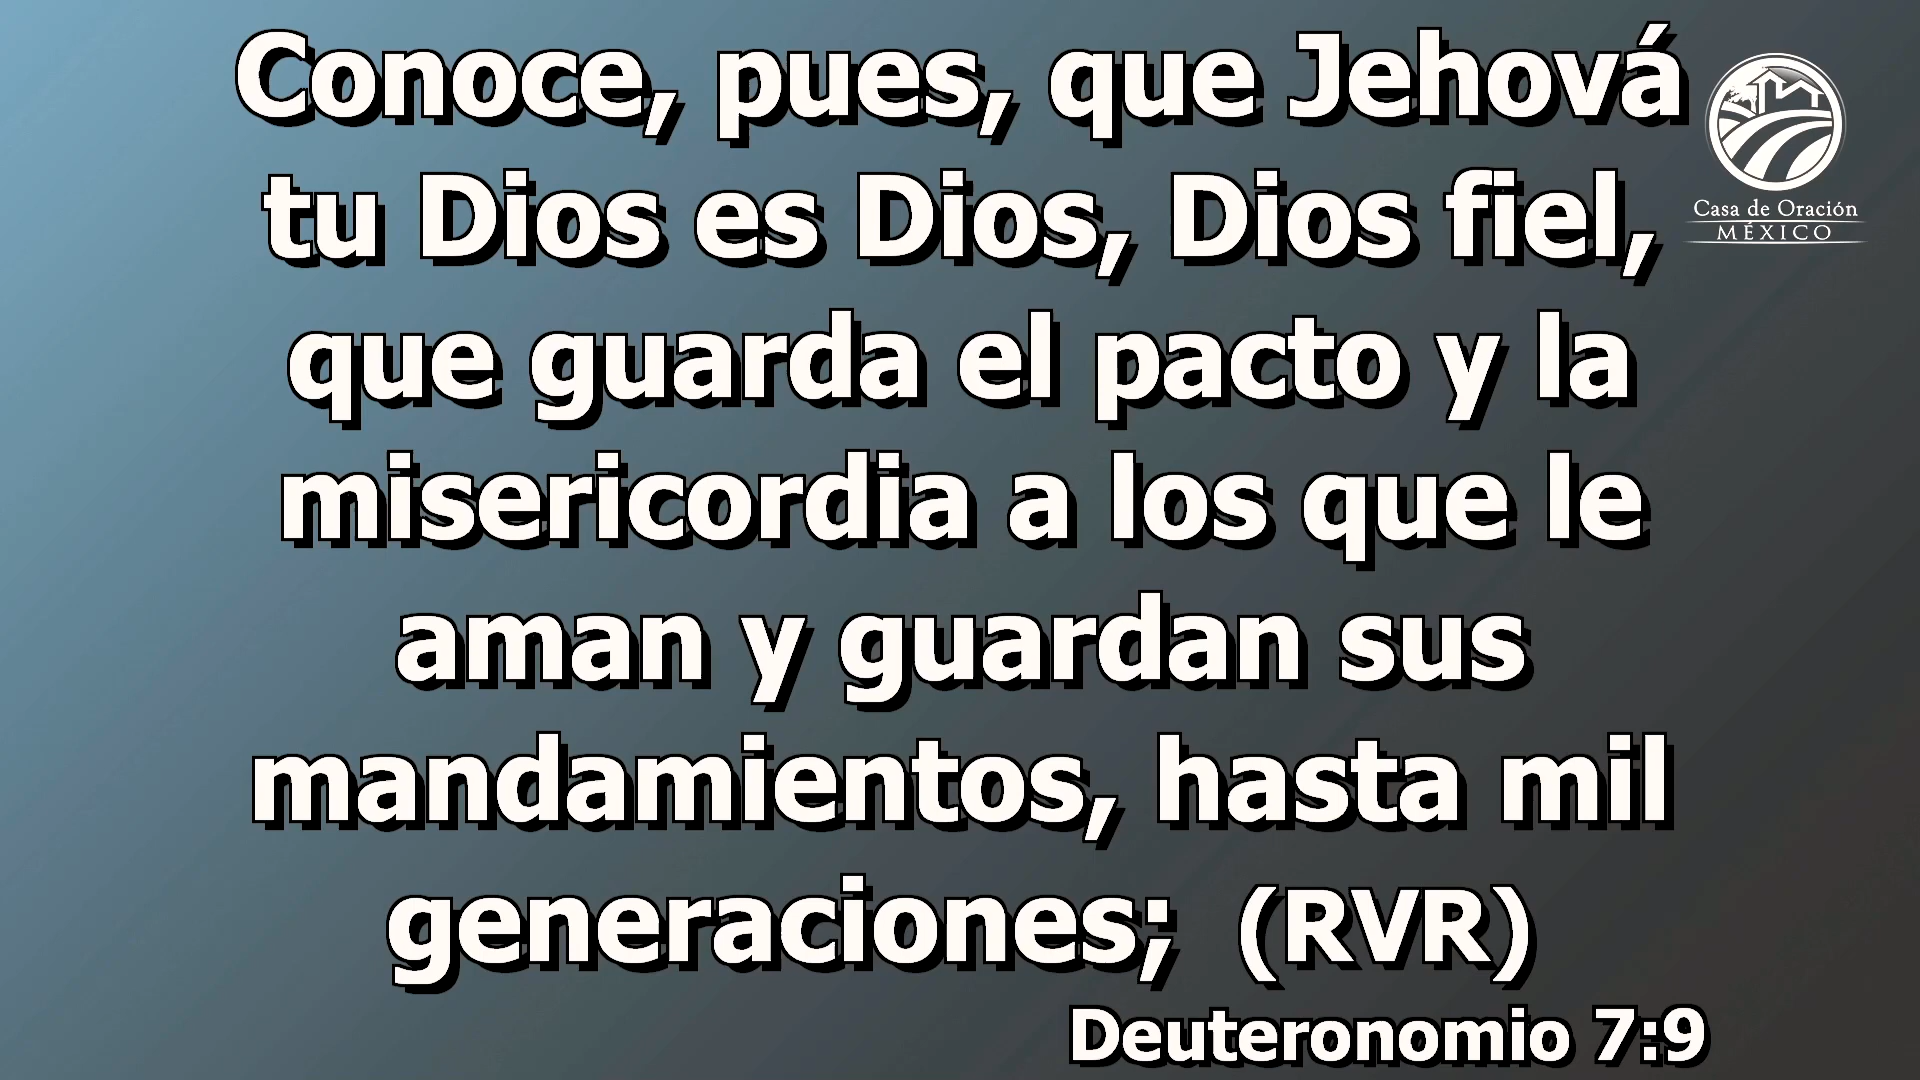 Conoce, pues, que Jehová
tu Dios es Dios, Dios fiel,
que guarda el pacto y la
misericordia a los que le
aman y guardan sus
mandamientos, hasta mil
generaciones; (RVR)
Deuteronomio 7:9
Casa de Oración
MÉXICO